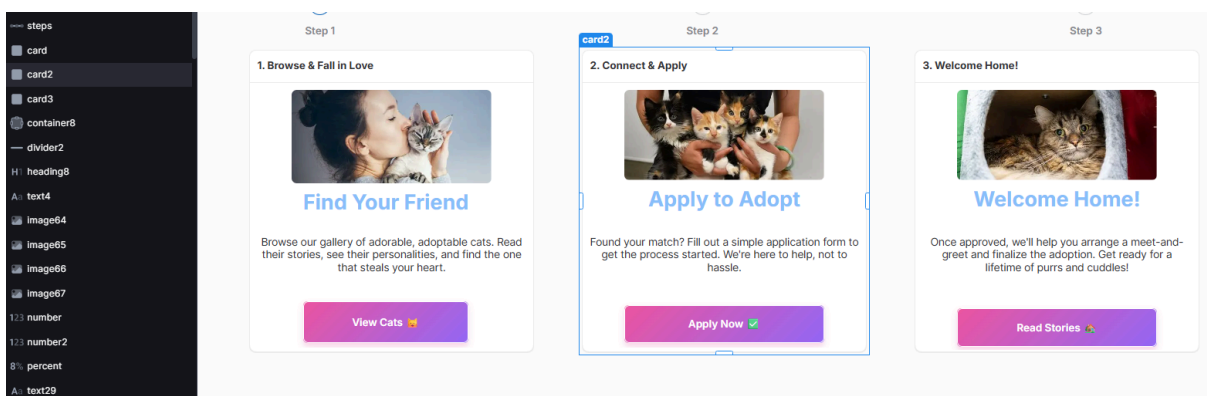 steps
card
card2
card3
container8
divider2
H1 heading8
Aa text4
image64
image65
image66
image67
123 number
123 number2
8% percent
Aa text29
Step 1
1. Browse & Fall in Love
Find Your Friend
Browse our gallery of adorable, adoptable cats. Read
their stories, see their personalities, and find the one
that steals your heart.
View Cats 😺
Step 2
card2
2. Connect & Apply
Apply to Adopt
Found your match? Fill out a simple application form to
get the process started. We're here to help, not to
hassle.
Apply Now ✅
Step 3
3. Welcome Home!
Welcome Home!
Once approved, we'll help you arrange a meet-and-
greet and finalize the adoption. Get ready for a
lifetime of purrs and cuddles!
Read Stories